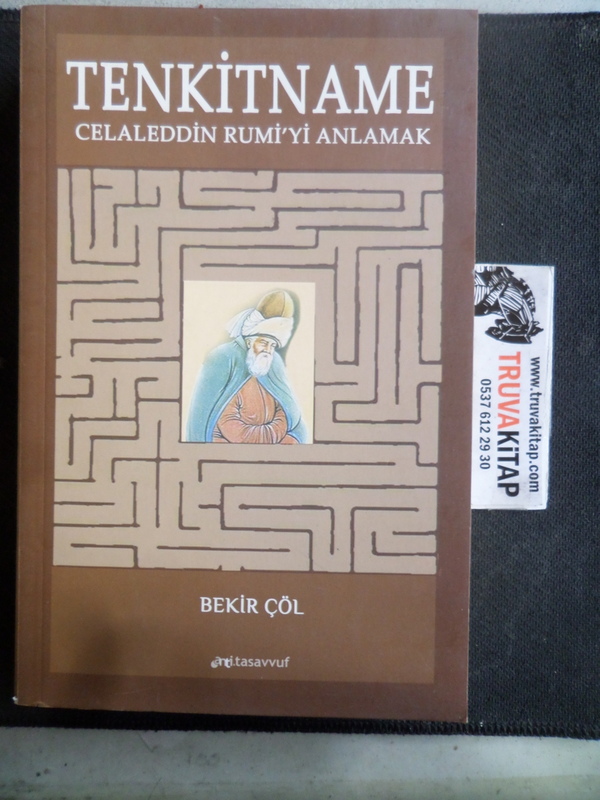 TENKİTNAME
CELALEDDİN RUMİ'Yİ ANLAMAK
BEKİR ÇÖL
tasavvuf
www.truvakitap.com
TRUVAKİTAP
0537 612 29 30